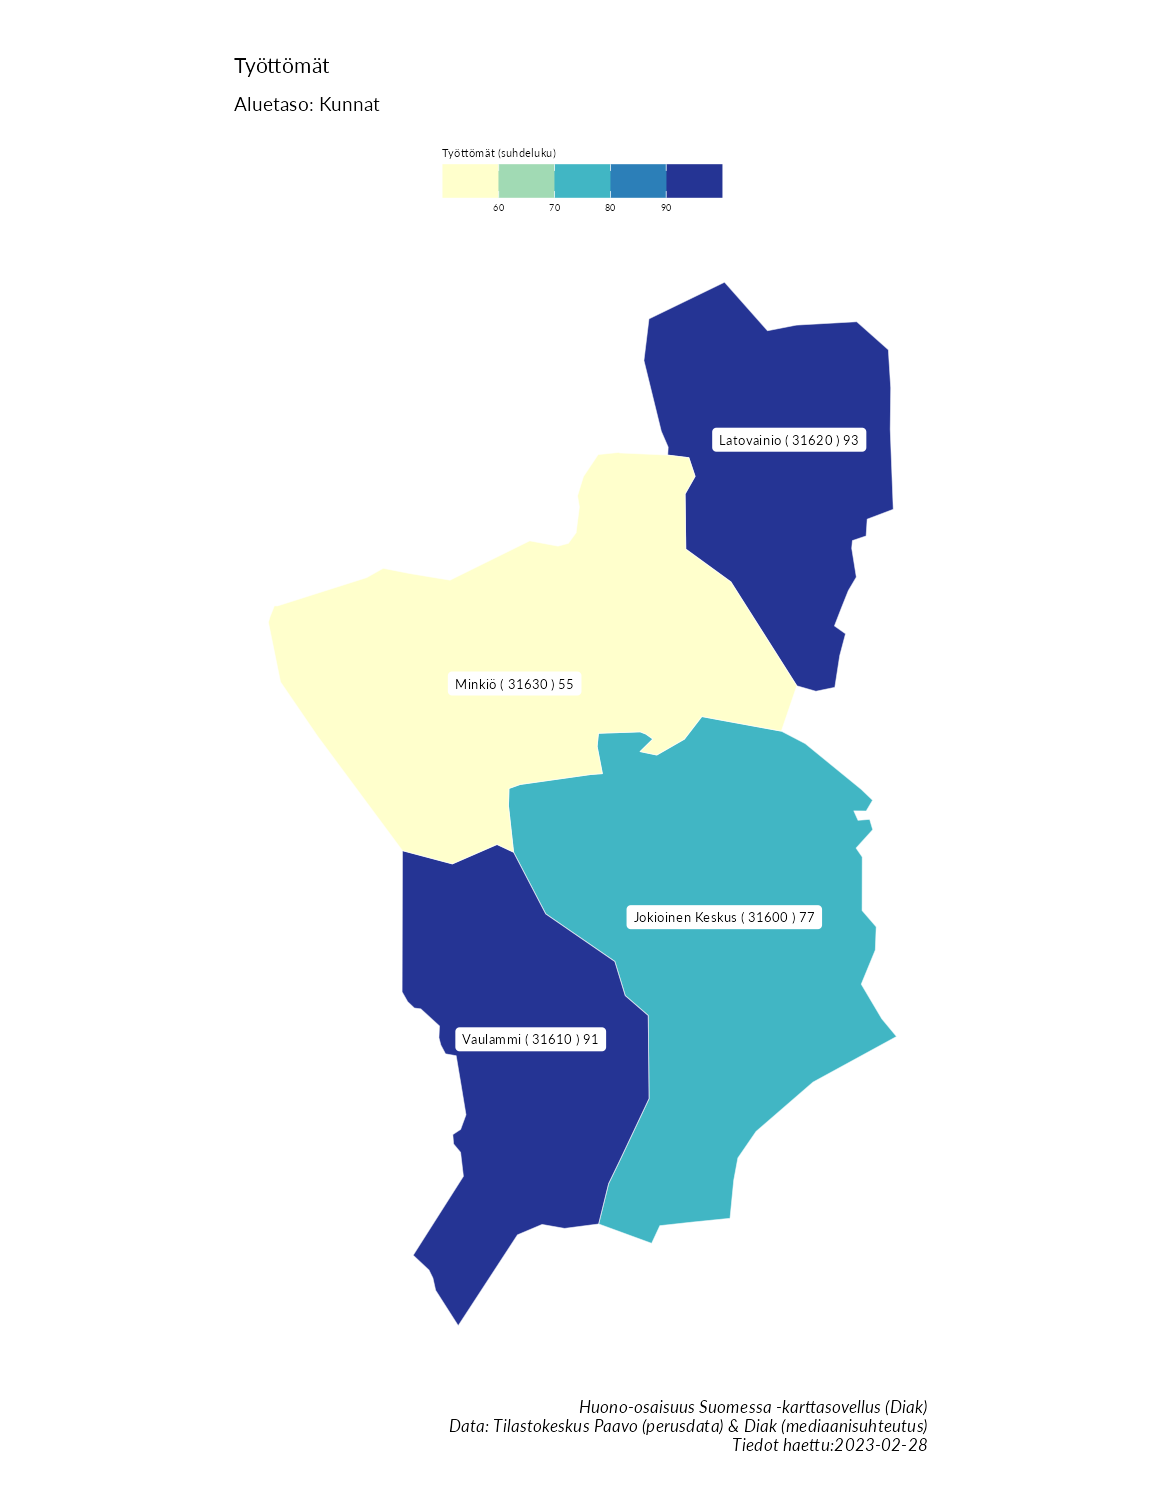 Työttömät
Aluetaso: Kunnat
Työttömät (suhdeluku)
60 70 80 90
Latovainio ( 31620 ) 93
Minkiö ( 31630 ) 55
Jokioinen Keskus ( 31600 ) 77
Vaulammi ( 31610 ) 91
Huono-osaisuus Suomessa -karttasovellus (Diak)
Data: Tilastokeskus Paavo (perusdata) & Diak (mediaanisuhteutus)
Tiedot haettu:2023-02-28